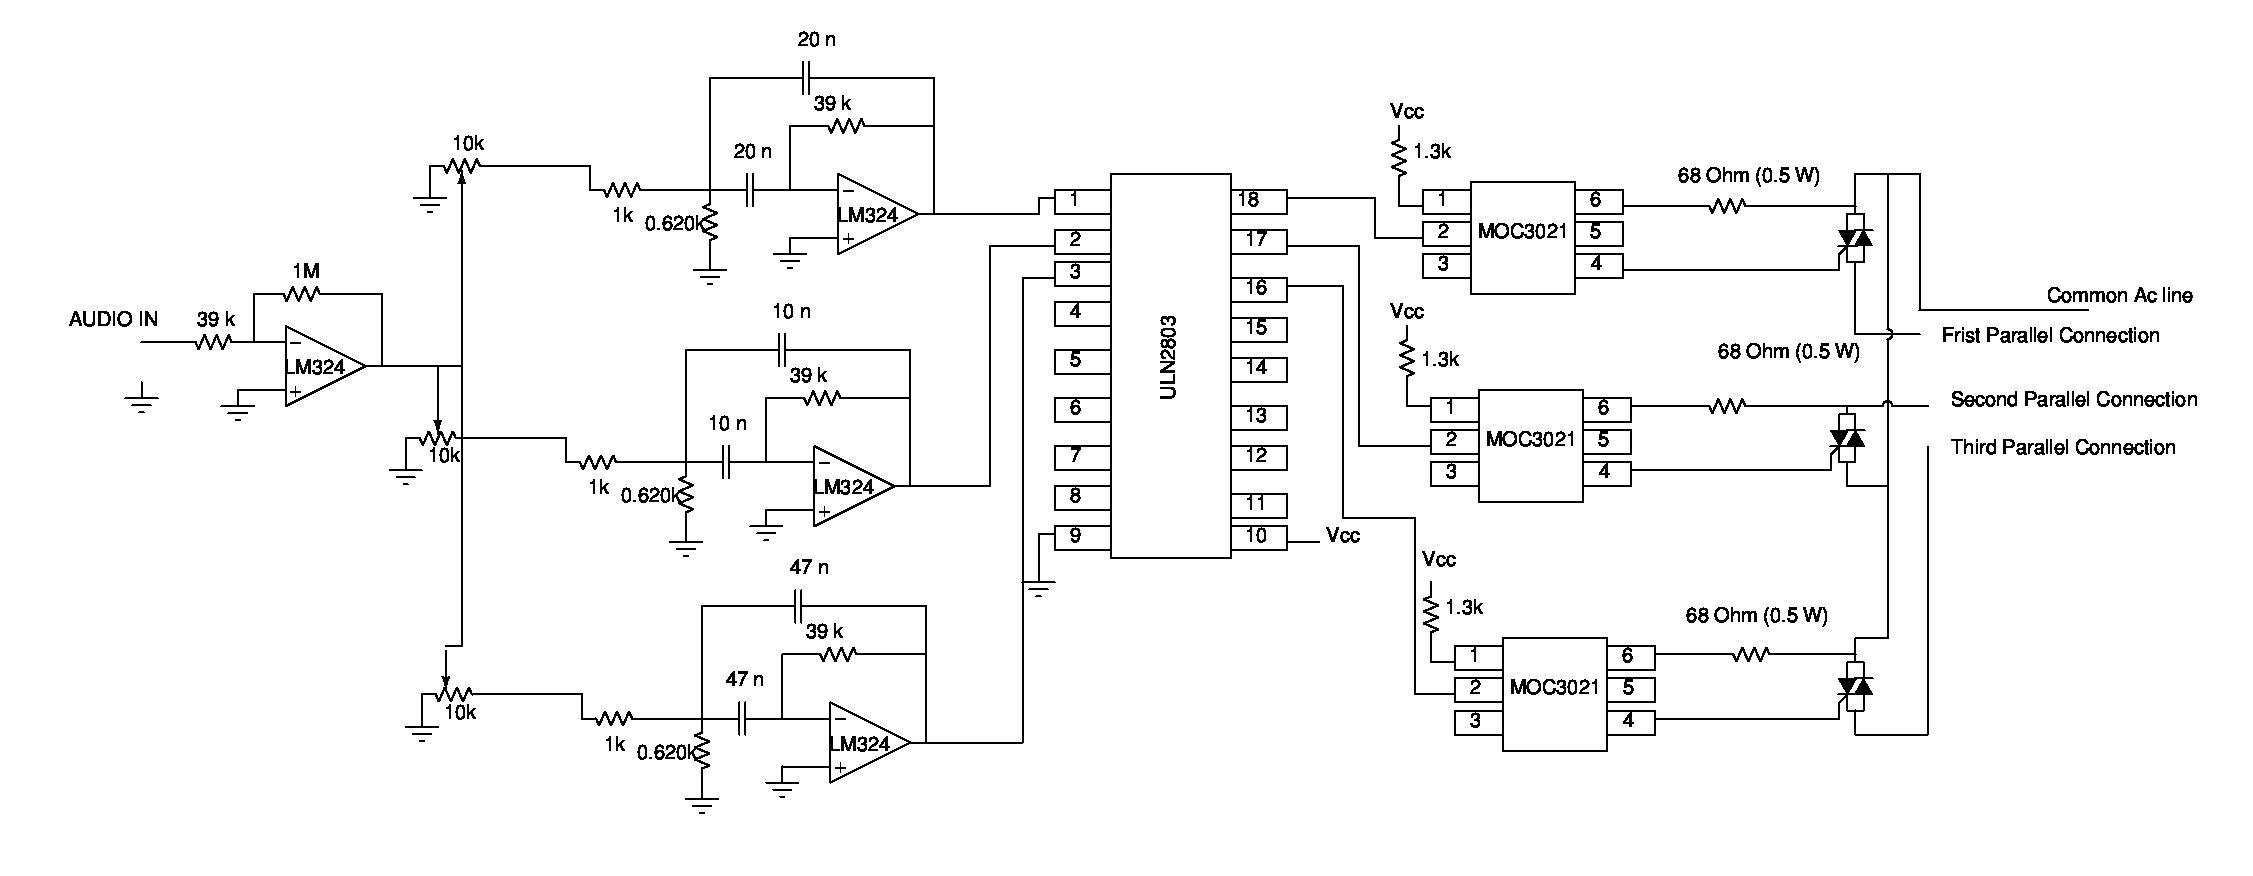 20 n
39 k
20 n
10k
1k
0.620k
LM324
−
+
AUDIO IN
39 k
1M
LM324
−
+
10 n
39 k
10 n
10k
1k
0.620k
LM324
−
+
47 n
39 k
47 n
10k
1k
0.620k
LM324
−
+
ULN2803
1
2
3
4
5
6
7
8
9
18
17
16
15
14
13
12
11
10
Vcc
Vcc
1.3k
1
2
3
MOC3021
6
5
4
68 Ohm (0.5 W)
Common Ac line
Frist Parallel Connection
Vcc
1.3k
1
2
3
MOC3021
6
5
4
68 Ohm (0.5 W)
Second Parallel Connection
Third Parallel Connection
Vcc
1.3k
1
2
3
MOC3021
6
5
4
68 Ohm (0.5 W)